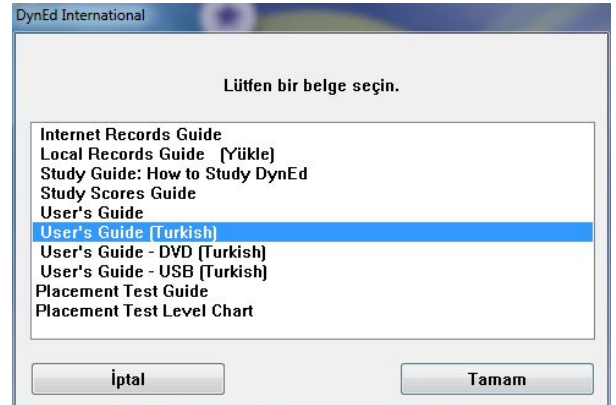 DynEd International
Lütfen bir belge seçin.
Internet Records Guide
Local Records Guide (Yükle)
Study Guide: How to Study DynEd
Study Scores Guide
User's Guide
User's Guide (Turkish)
User's Guide - DVD (Turkish)
User's Guide - USB (Turkish)
Placement Test Guide
Placement Test Level Chart
İptal Tamam